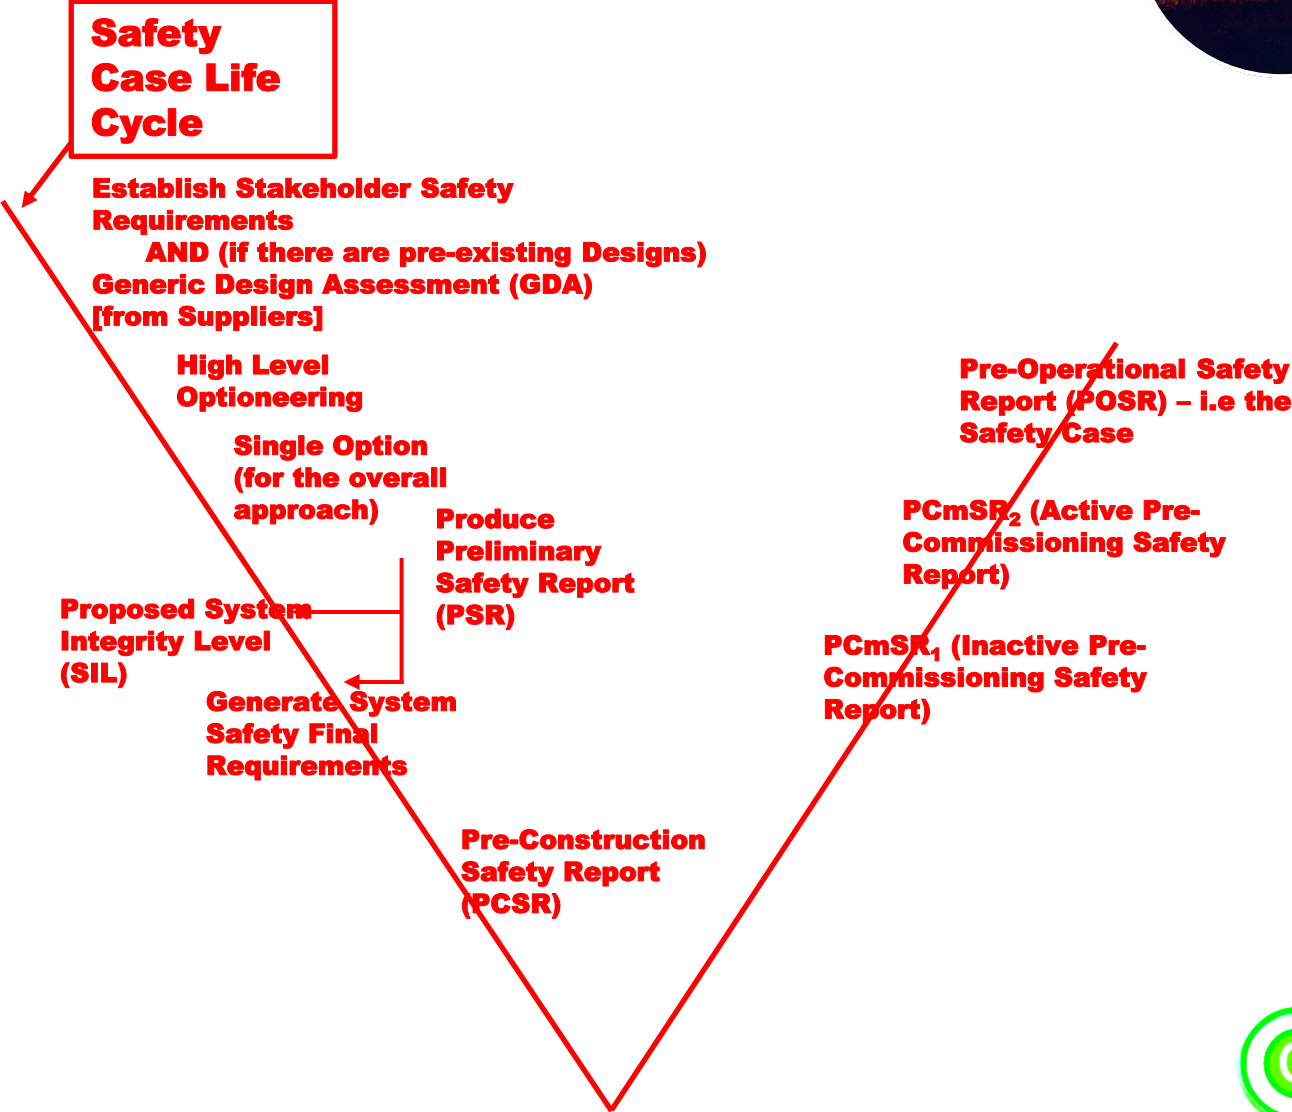 Safety
Case Life
Cycle
Establish Stakeholder Safety
Requirements
AND (if there are pre-existing Designs)
Generic Design Assessment (GDA)
[from Suppliers]
High Level
Optioneering
Single Option
(for the overall
approach)
Produce
Preliminary
Safety Report
(PSR)
Proposed System
Integrity Level
(SIL)
Generate System
Safety Final
Requirements
Pre-Construction
Safety Report
(PCSR)
Pre-Operational Safety
Report (POSR) – i.e the
Safety Case
PCmSR₂ (Active Pre-
Commissioning Safety
Report)
PCmSR₁ (Inactive Pre-
Commissioning Safety
Report)